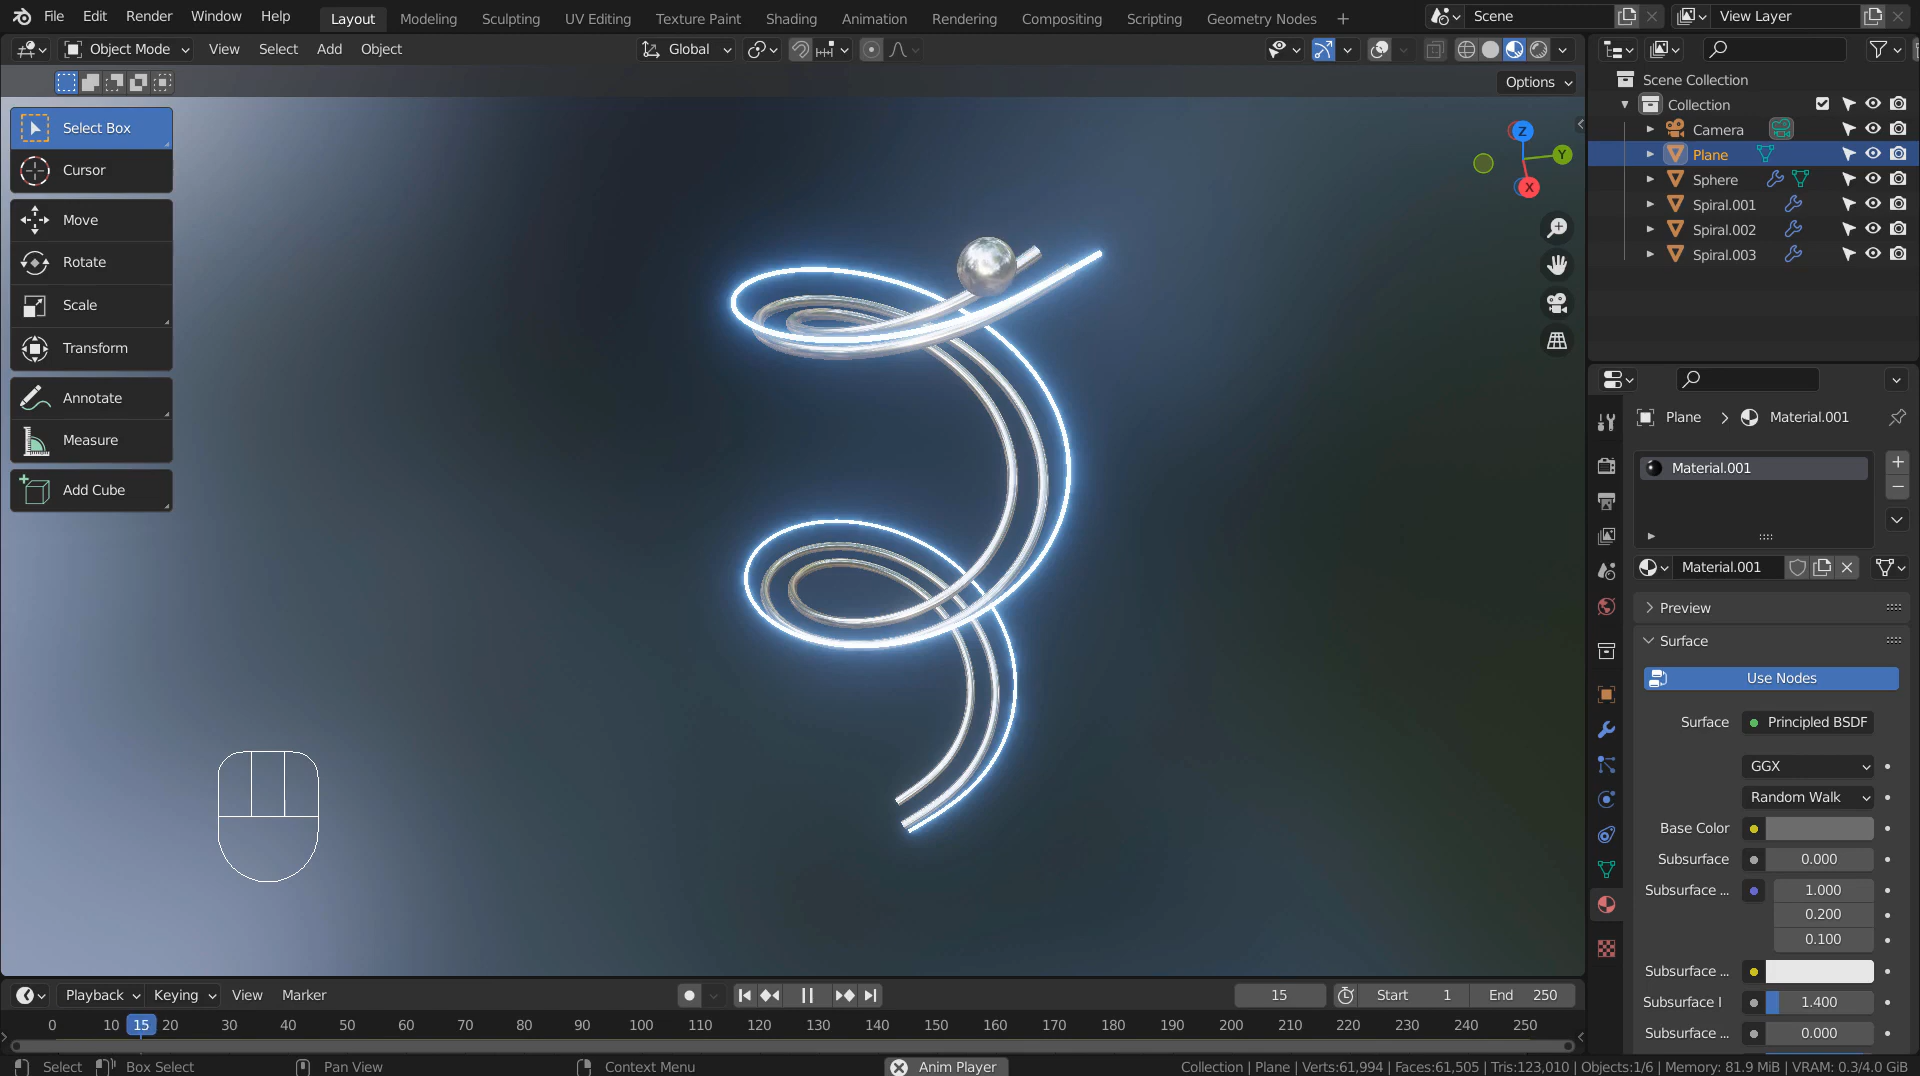 File Edit Render Window Help Layout Modeling Sculpting UV Editing Texture Paint Shading Animation Rendering Compositing Scripting Geometry Nodes + Scene View Layer
Object Mode View Select Add Object Global
Options
Scene Collection
Collection
Camera
Plane
Sphere
Spiral.001
Spiral.002
Spiral.003
Select Box
Cursor
Move
Rotate
Scale
Transform
Annotate
Measure
Add Cube
Z
Y
X
Plane > Material.001
Material.001
Material.001
Preview
Surface
Use Nodes
Surface Principled BSDF
GGX
Random Walk
Base Color
Subsurface 0.000
Subsurface ... 1.000
0.200
0.100
Subsurface ...
Subsurface I 1.400
Subsurface ... 0.000
Playback Keying View Marker 15 Start 1 End 250
0 10 15 20 30 40 50 60 70 80 90 100 110 120 130 140 150 160 170 180 190 200 210 220 230 240 250
Select Box Select Pan View Context Menu Anim Player Collection | Plane | Verts:61,994 | Faces:61,505 | Tris:123,010 | Objects:1/6 | Memory: 81.9 MiB | VRAM: 0.3/4.0 GiB